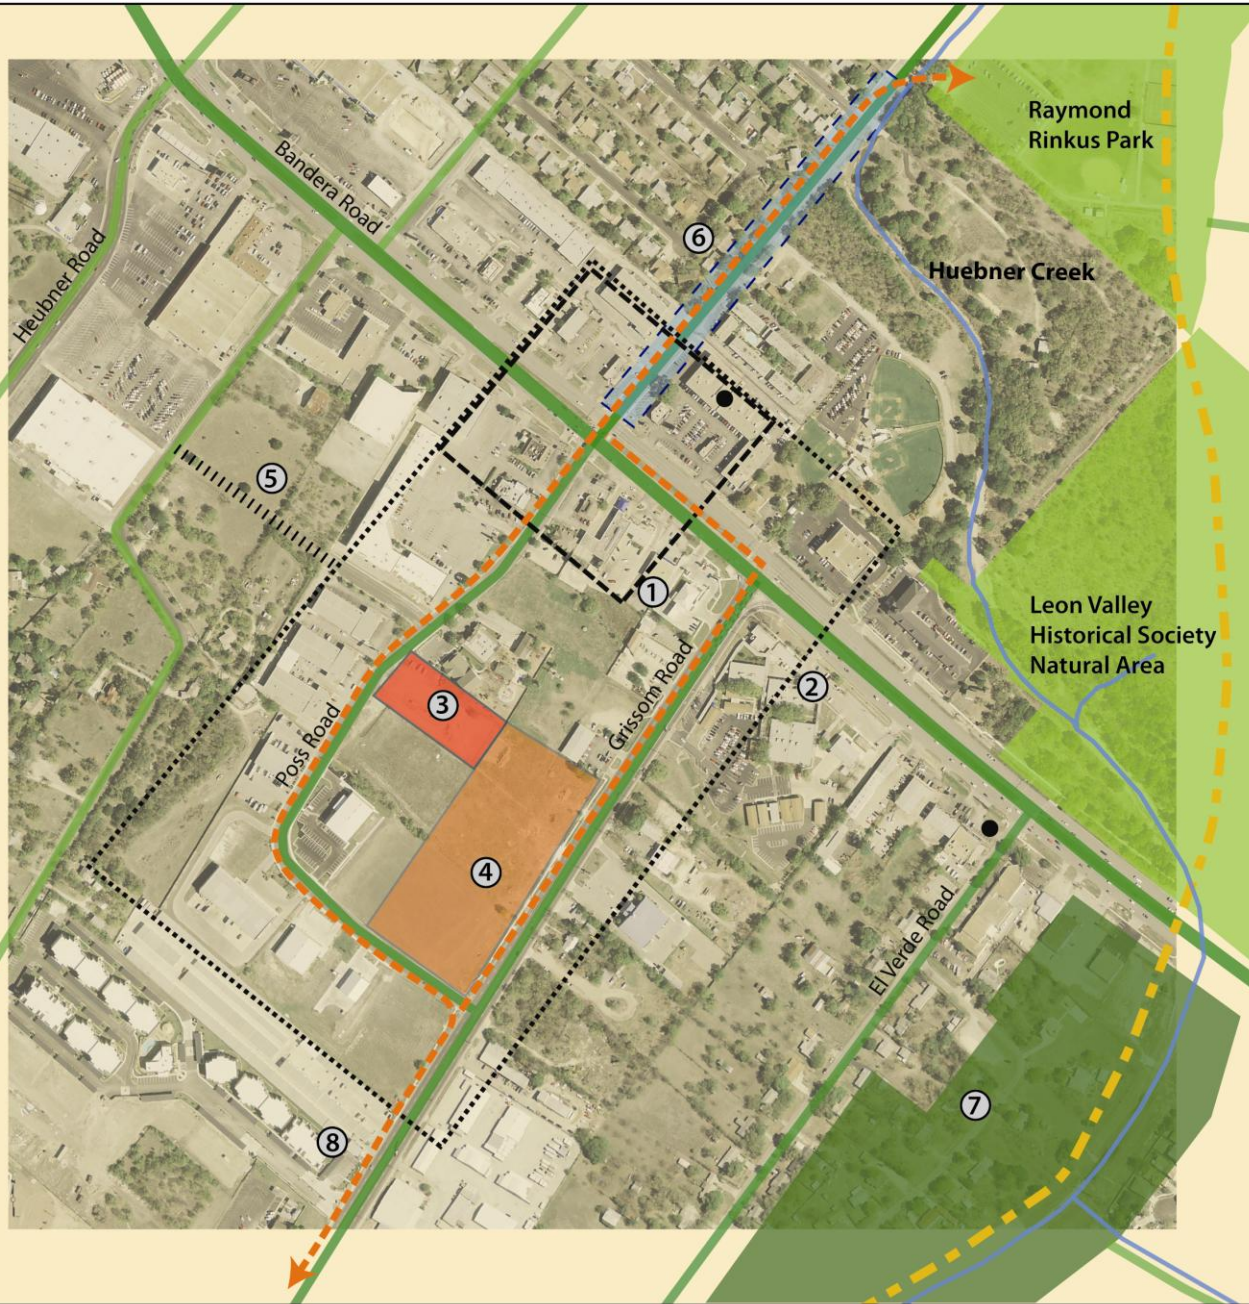 Raymond
Rinkus Park
Bandera Road
Heubner Road
6
Huebner Creek
5
1
Leon Valley
Historical Society
Natural Area
2
3
Grissom Road
Poss Road
4
El Verde Road
7
8